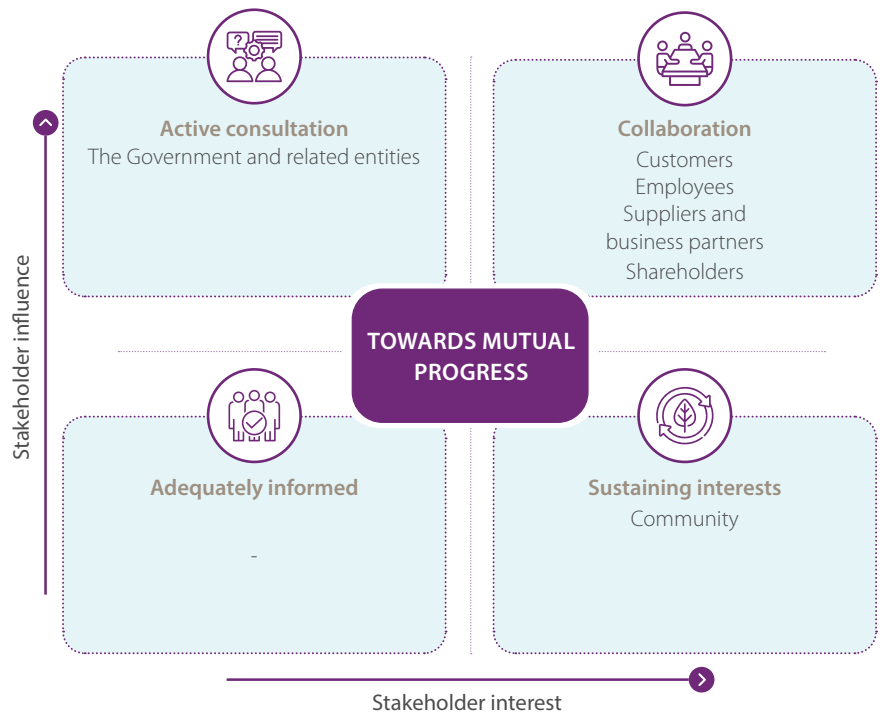 Active consultation
The Government and related entities
Collaboration
Customers
Employees
Suppliers and
business partners
Shareholders
Stakeholder influence
TOWARDS MUTUAL
PROGRESS
Adequately informed
-
Sustaining interests
Community
Stakeholder interest